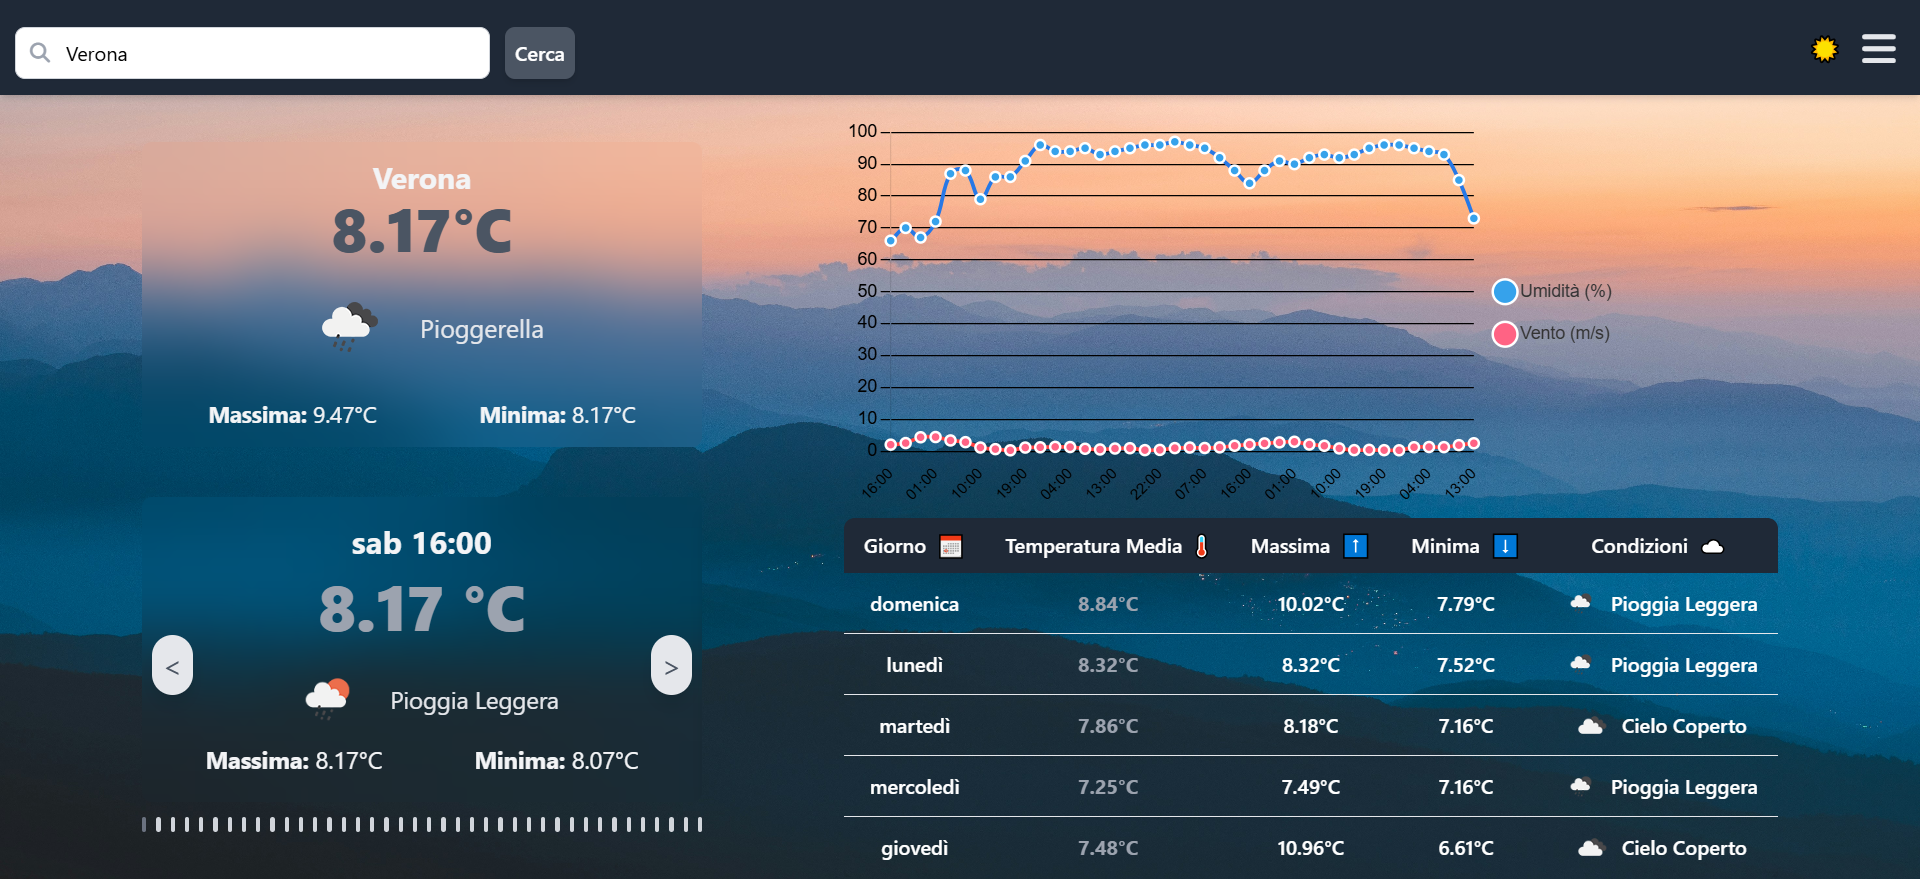 Verona
Cerca
Verona
8.17°C
Pioggerella
Massima: 9.47°C
Minima: 8.17°C
sab 16:00
8.17 °C
<
>
Pioggia Leggera
Massima: 8.17°C
Minima: 8.07°C
100
90
80
70
60
50
40
30
20
10
0
16:00
01:00
10:00
19:00
04:00
13:00
22:00
07:00
16:00
01:00
10:00
19:00
04:00
13:00
Umidità (%)
Vento (m/s)
Giorno Temperatura Media Massima ↑ Minima ↓ Condizioni
domenica 8.84°C 10.02°C 7.79°C Pioggia Leggera
lunedì 8.32°C 8.32°C 7.52°C Pioggia Leggera
martedì 7.86°C 8.18°C 7.16°C Cielo Coperto
mercoledì 7.25°C 7.49°C 7.16°C Pioggia Leggera
giovedì 7.48°C 10.96°C 6.61°C Cielo Coperto